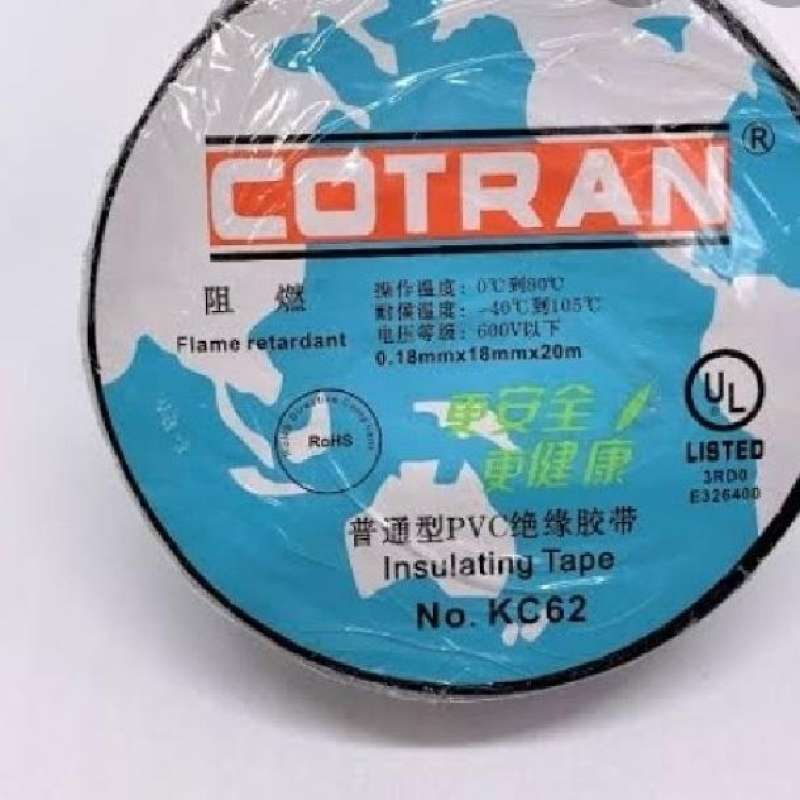 COTRAN ®
阻 燃
Flame retardant
操作温度: 0℃到80℃
耐候温度: -40℃到105℃
电压等级: 600V以下
0.18mmx18mmx20m
更安全
更健康
RoHS
UL
LISTED
3RD0
E326400
普通型PVC绝缘胶带
Insulating Tape
No. KC62